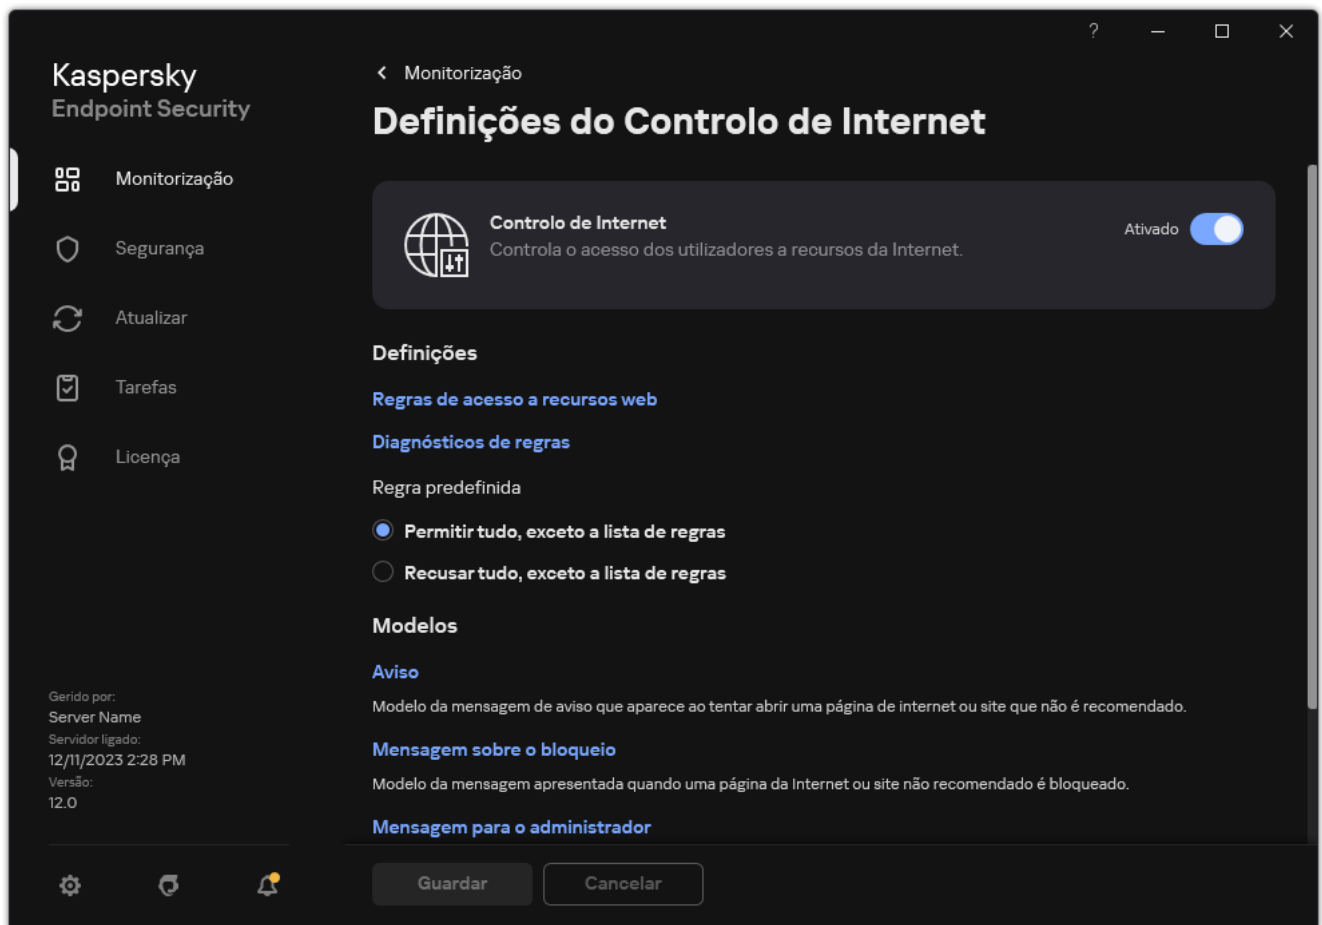 ?
Kaspersky
Endpoint Security
Monitorização
Segurança
Atualizar
Tarefas
Licença
Gerido por:
Server Name
Servidor ligado:
12/11/2023 2:28 PM
Versão:
12.0
Monitorização
Definições do Controlo de Internet
Controlo de Internet
Controla o acesso dos utilizadores a recursos da Internet.
Ativado
Definições
Regras de acesso a recursos web
Diagnósticos de regras
Regra predefinida
Permitir tudo, exceto a lista de regras
Recusar tudo, exceto a lista de regras
Modelos
Aviso
Modelo da mensagem de aviso que aparece ao tentar abrir uma página de internet ou site que não é recomendado.
Mensagem sobre o bloqueio
Modelo da mensagem apresentada quando uma página da Internet ou site não recomendado é bloqueado.
Mensagem para o administrador
Guardar
Cancelar